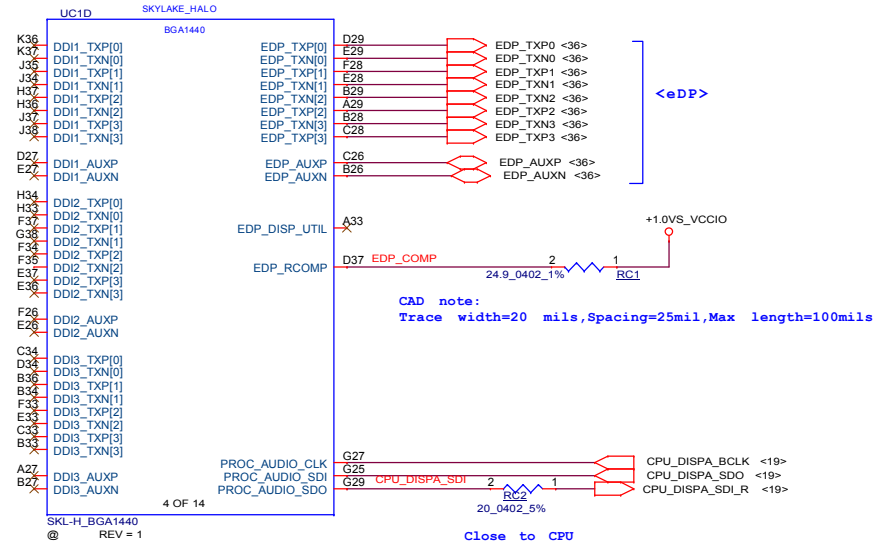 UC1D SKYLAKE_HALO
BGA1440
K36 DDI1_TXP[0] EDP_TXP[0] D29 EDP_TXP0 <36>
K37 DDI1_TXN[0] EDP_TXN[0] E29 EDP_TXN0 <36>
J35 DDI1_TXP[1] EDP_TXP[1] F28 EDP_TXP1 <36>
J34 DDI1_TXN[1] EDP_TXN[1] E28 EDP_TXN1 <36>
H37 DDI1_TXP[2] EDP_TXN[2] B29 EDP_TXN2 <36>
H36 DDI1_TXN[2] EDP_TXP[2] A29 EDP_TXP2 <36>
J37 DDI1_TXP[3] EDP_TXN[3] B28 EDP_TXN3 <36>
J38 DDI1_TXN[3] EDP_TXP[3] C28 EDP_TXP3 <36>
<eDP>
D27 DDI1_AUXP EDP_AUXP C26 EDP_AUXP <36>
E27 DDI1_AUXN EDP_AUXN B26 EDP_AUXN <36>
H34 DDI2_TXP[0]
H33 DDI2_TXN[0]
F37 DDI2_TXP[1] EDP_DISP_UTIL A33
G38 DDI2_TXN[1]
F34 DDI2_TXP[2]
F35 DDI2_TXN[2] EDP_RCOMP D37 EDP_COMP 2 1 +1.0VS_VCCIO
E37 DDI2_TXP[3] 24.9_0402_1% RC1
E36 DDI2_TXN[3]
CAD note:
Trace width=20 mils,Spacing=25mil,Max length=100mils
F26 DDI2_AUXP
E26 DDI2_AUXN
C34 DDI3_TXP[0]
D34 DDI3_TXN[0]
B36 DDI3_TXP[1]
B34 DDI3_TXN[1]
F33 DDI3_TXP[2]
E33 DDI3_TXN[2]
C33 DDI3_TXP[3]
B33 DDI3_TXN[3]
PROC_AUDIO_CLK G27 CPU_DISPA_BCLK <19>
A27 DDI3_AUXP PROC_AUDIO_SDI G25 CPU_DISPA_SDO <19>
B27 DDI3_AUXN PROC_AUDIO_SDO G29 CPU_DISPA_SDI 2 1 CPU_DISPA_SDI_R <19>
RC2
4 OF 14 20_0402_5%
SKL-H_BGA1440
@ REV = 1
Close to CPU